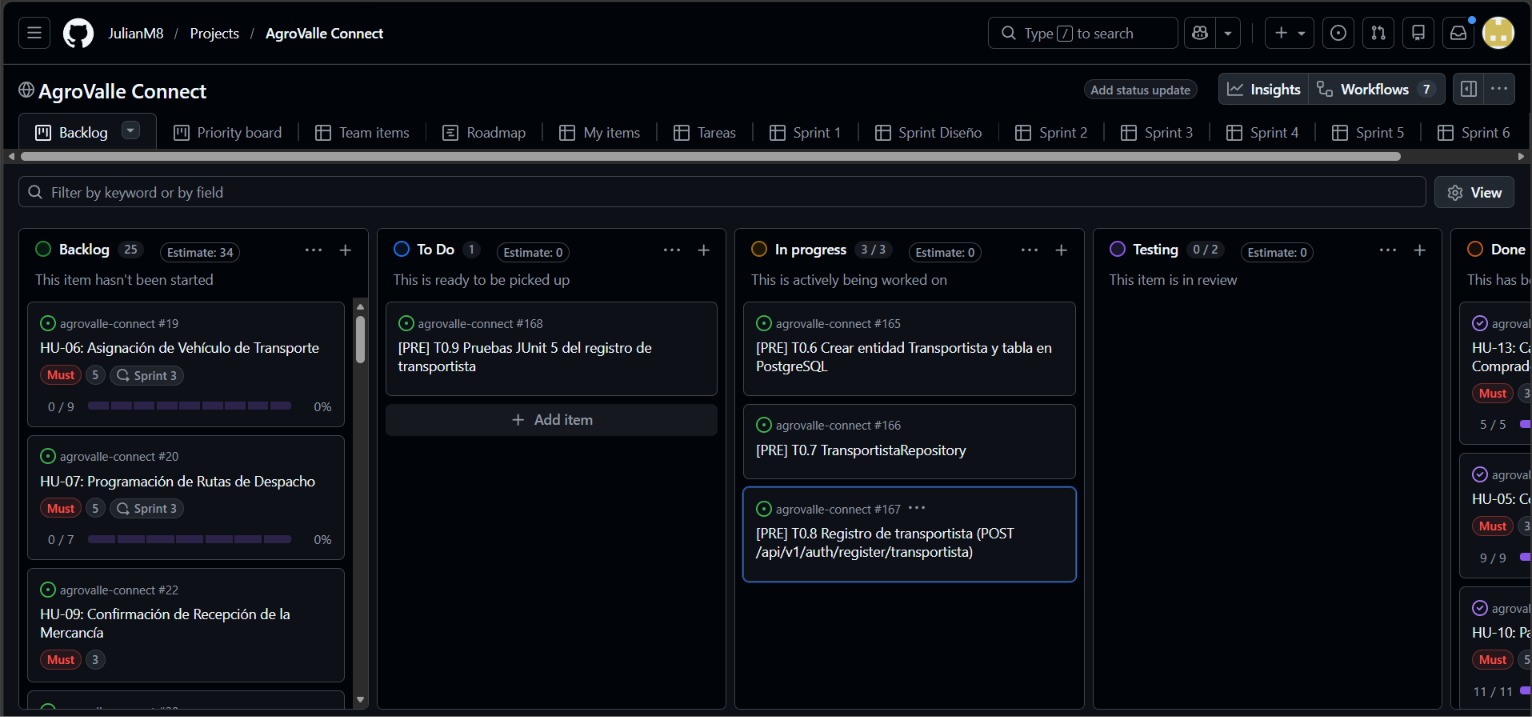 JulianM8 / Projects / AgroValle Connect
Type / to search
AgroValle Connect
Add status update
Insights
Workflows 7
Backlog
Priority board
Team items
Roadmap
My items
Tareas
Sprint 1
Sprint Diseño
Sprint 2
Sprint 3
Sprint 4
Sprint 5
Sprint 6
Filter by keyword or by field
View
Backlog 25 Estimate: 34
This item hasn't been started
agrovalle-connect #19
HU-06: Asignación de Vehículo de Transporte
Must 5 Sprint 3
0 / 9 0%
agrovalle-connect #20
HU-07: Programación de Rutas de Despacho
Must 5 Sprint 3
0 / 7 0%
agrovalle-connect #22
HU-09: Confirmación de Recepción de la
Mercancía
Must 3
To Do 1 Estimate: 0
This is ready to be picked up
agrovalle-connect #168
[PRE] T0.9 Pruebas JUnit 5 del registro de
transportista
+ Add item
In progress 3 / 3 Estimate: 0
This is actively being worked on
agrovalle-connect #165
[PRE] T0.6 Crear entidad Transportista y tabla en
PostgreSQL
agrovalle-connect #166
[PRE] T0.7 TransportistaRepository
agrovalle-connect #167 ···
[PRE] T0.8 Registro de transportista (POST
/api/v1/auth/register/transportista)
Testing 0 / 2 Estimate: 0
This item is in review
Done
This has
HU-13:
Must 3
5 / 5
HU-05:
Must 3
9 / 9
HU-10:
Must 5
11 / 11